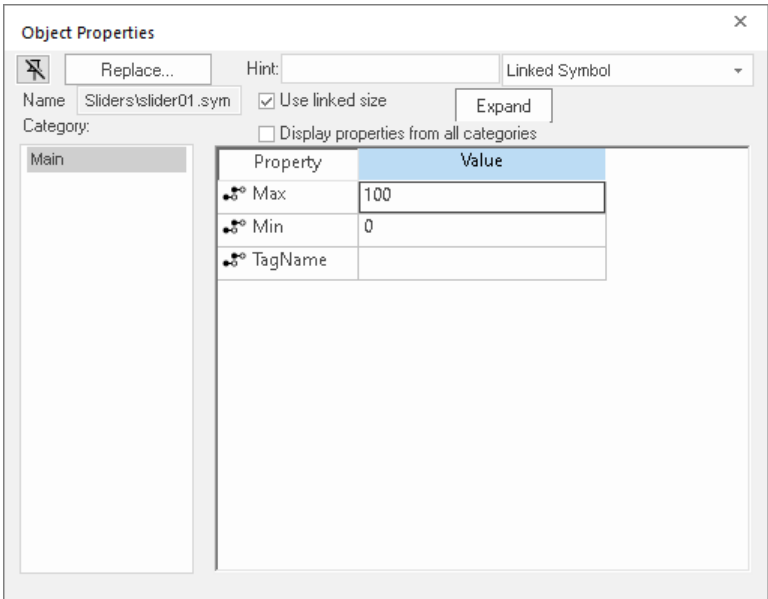 Object Properties
Replace... Hint: Linked Symbol
Name Sliders\slider01.sym Use linked size Expand
Category: Display properties from all categories
Main
Property Value
Max 100
Min 0
TagName